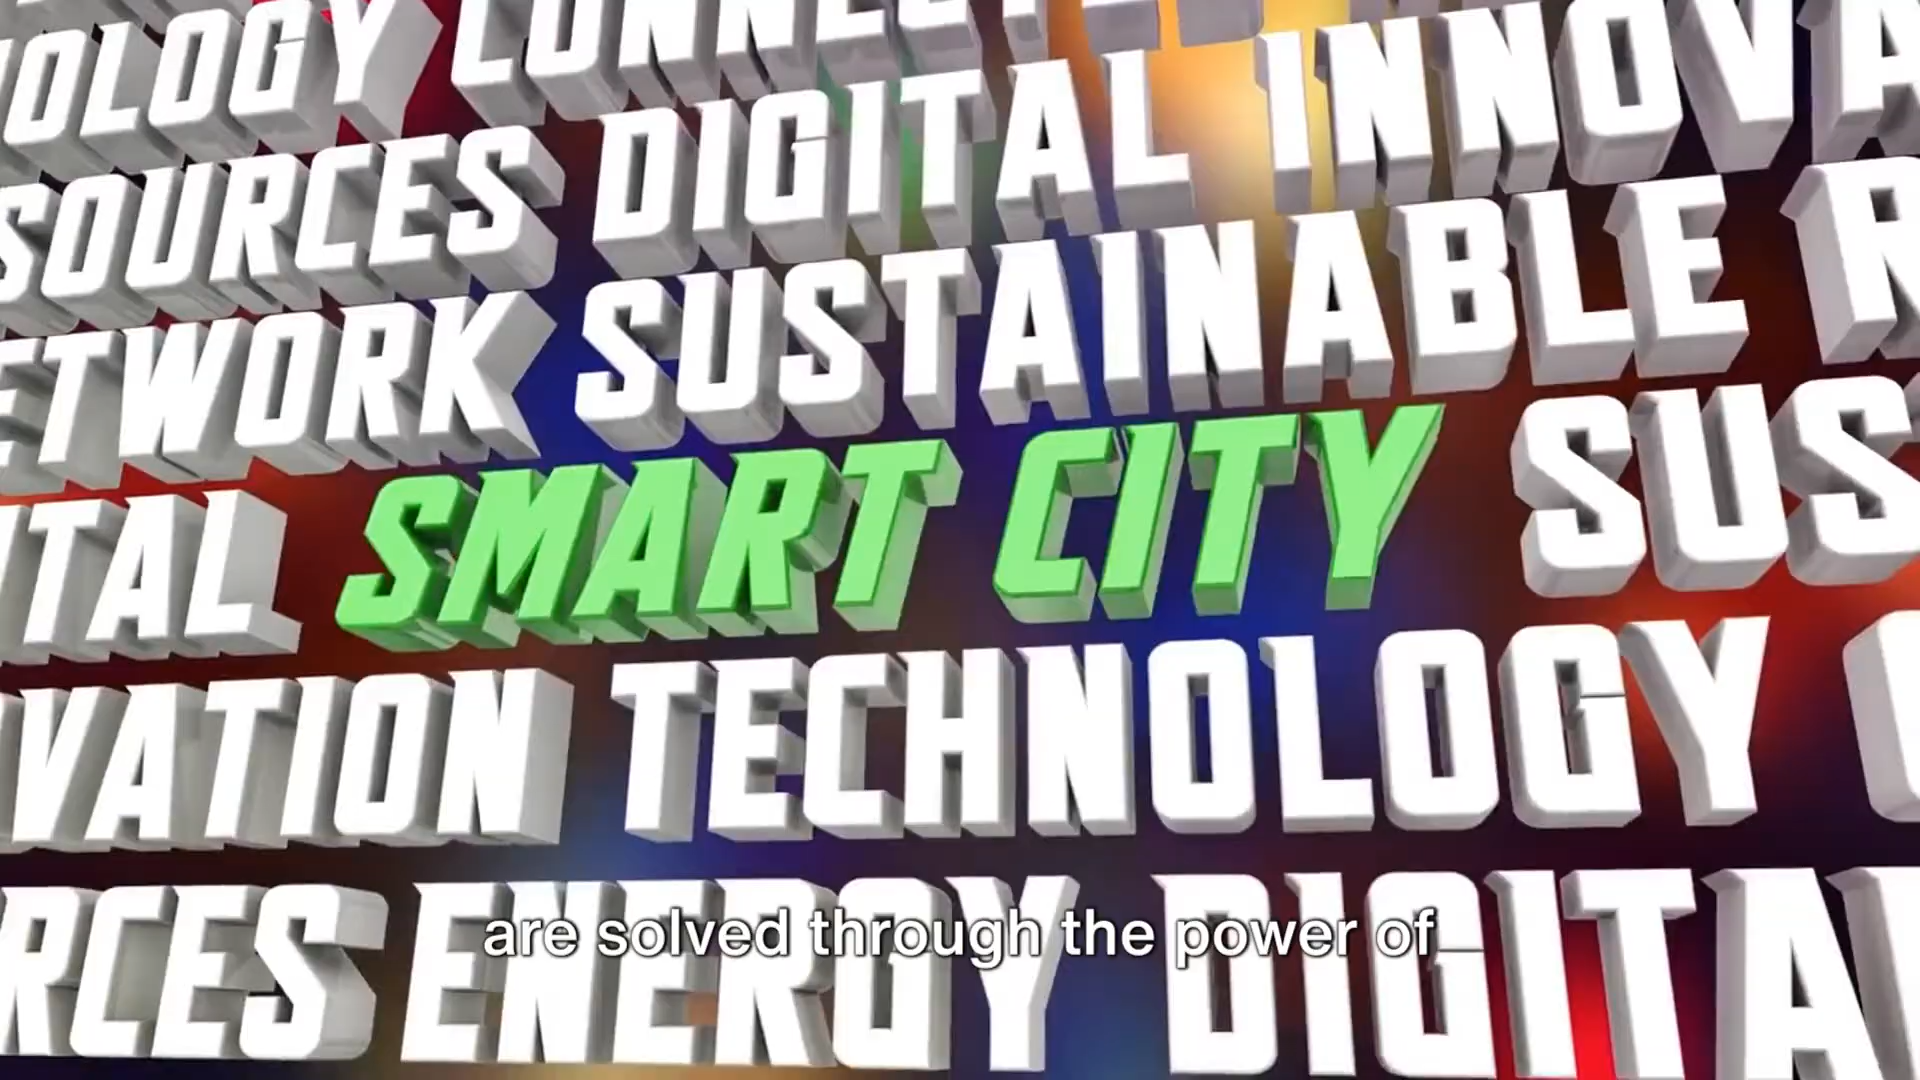 OLOGY CONNECTED
SOURCES DIGITAL INNOVA
ETWORK SUSTAINABLE R
ITAL SMART CITY SUS
VATION TECHNOLOGY
RCES ENERGY DIGITA
are solved through the power of